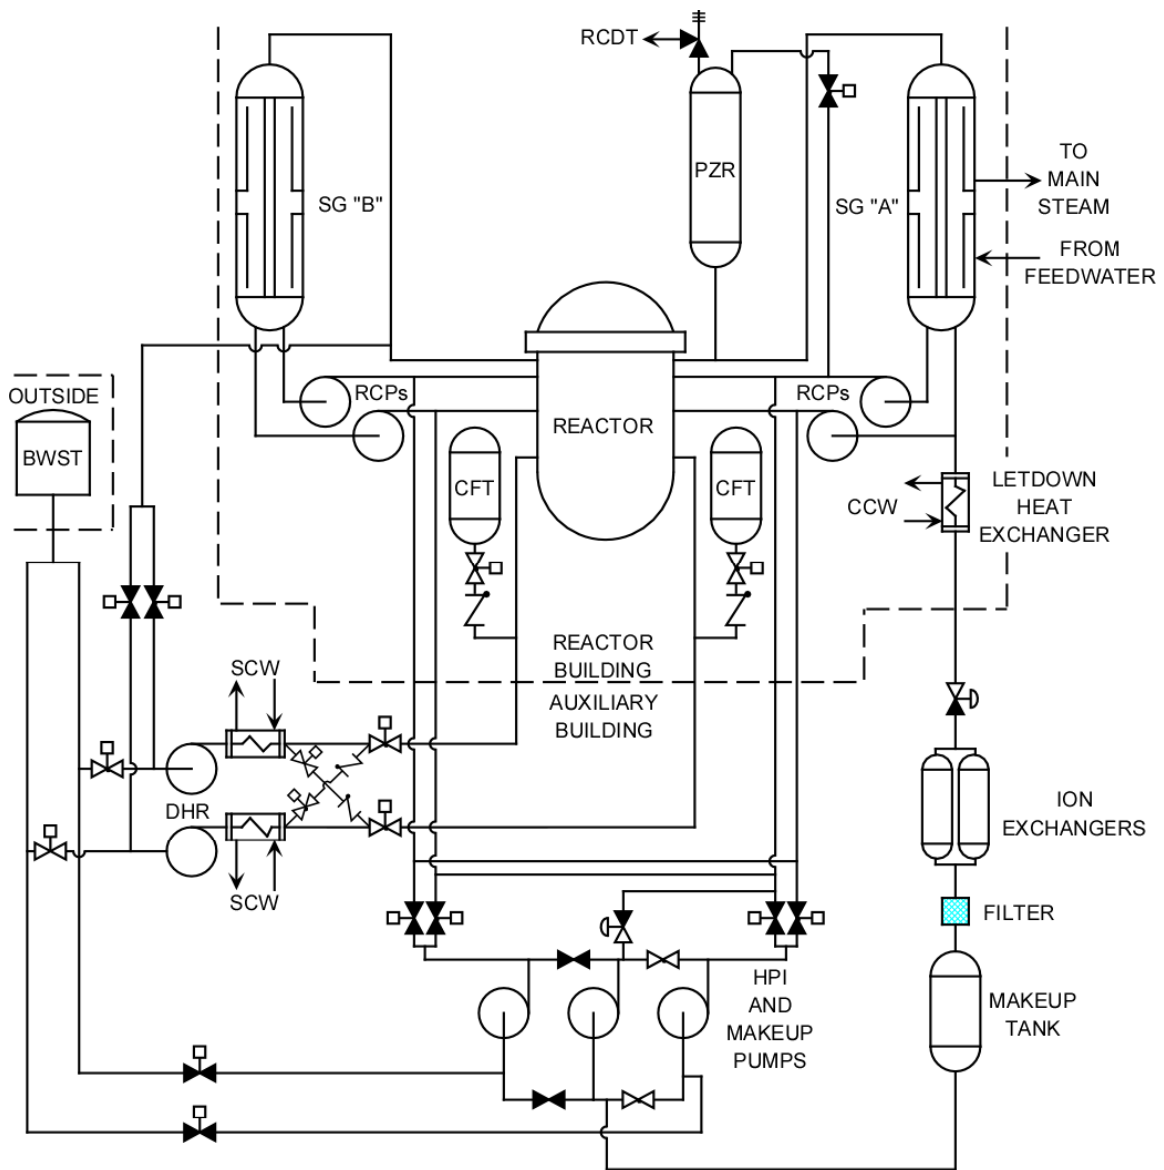 RCDT
PZR
SG "B"
SG "A"
TO
MAIN
STEAM
FROM
FEEDWATER
OUTSIDE
BWST
RCPs
RCPs
REACTOR
CFT
CFT
CCW
LETDOWN
HEAT
EXCHANGER
REACTOR
BUILDING
AUXILIARY
BUILDING
SCW
DHR
SCW
ION
EXCHANGERS
FILTER
HPI
AND
MAKEUP
PUMPS
MAKEUP
TANK